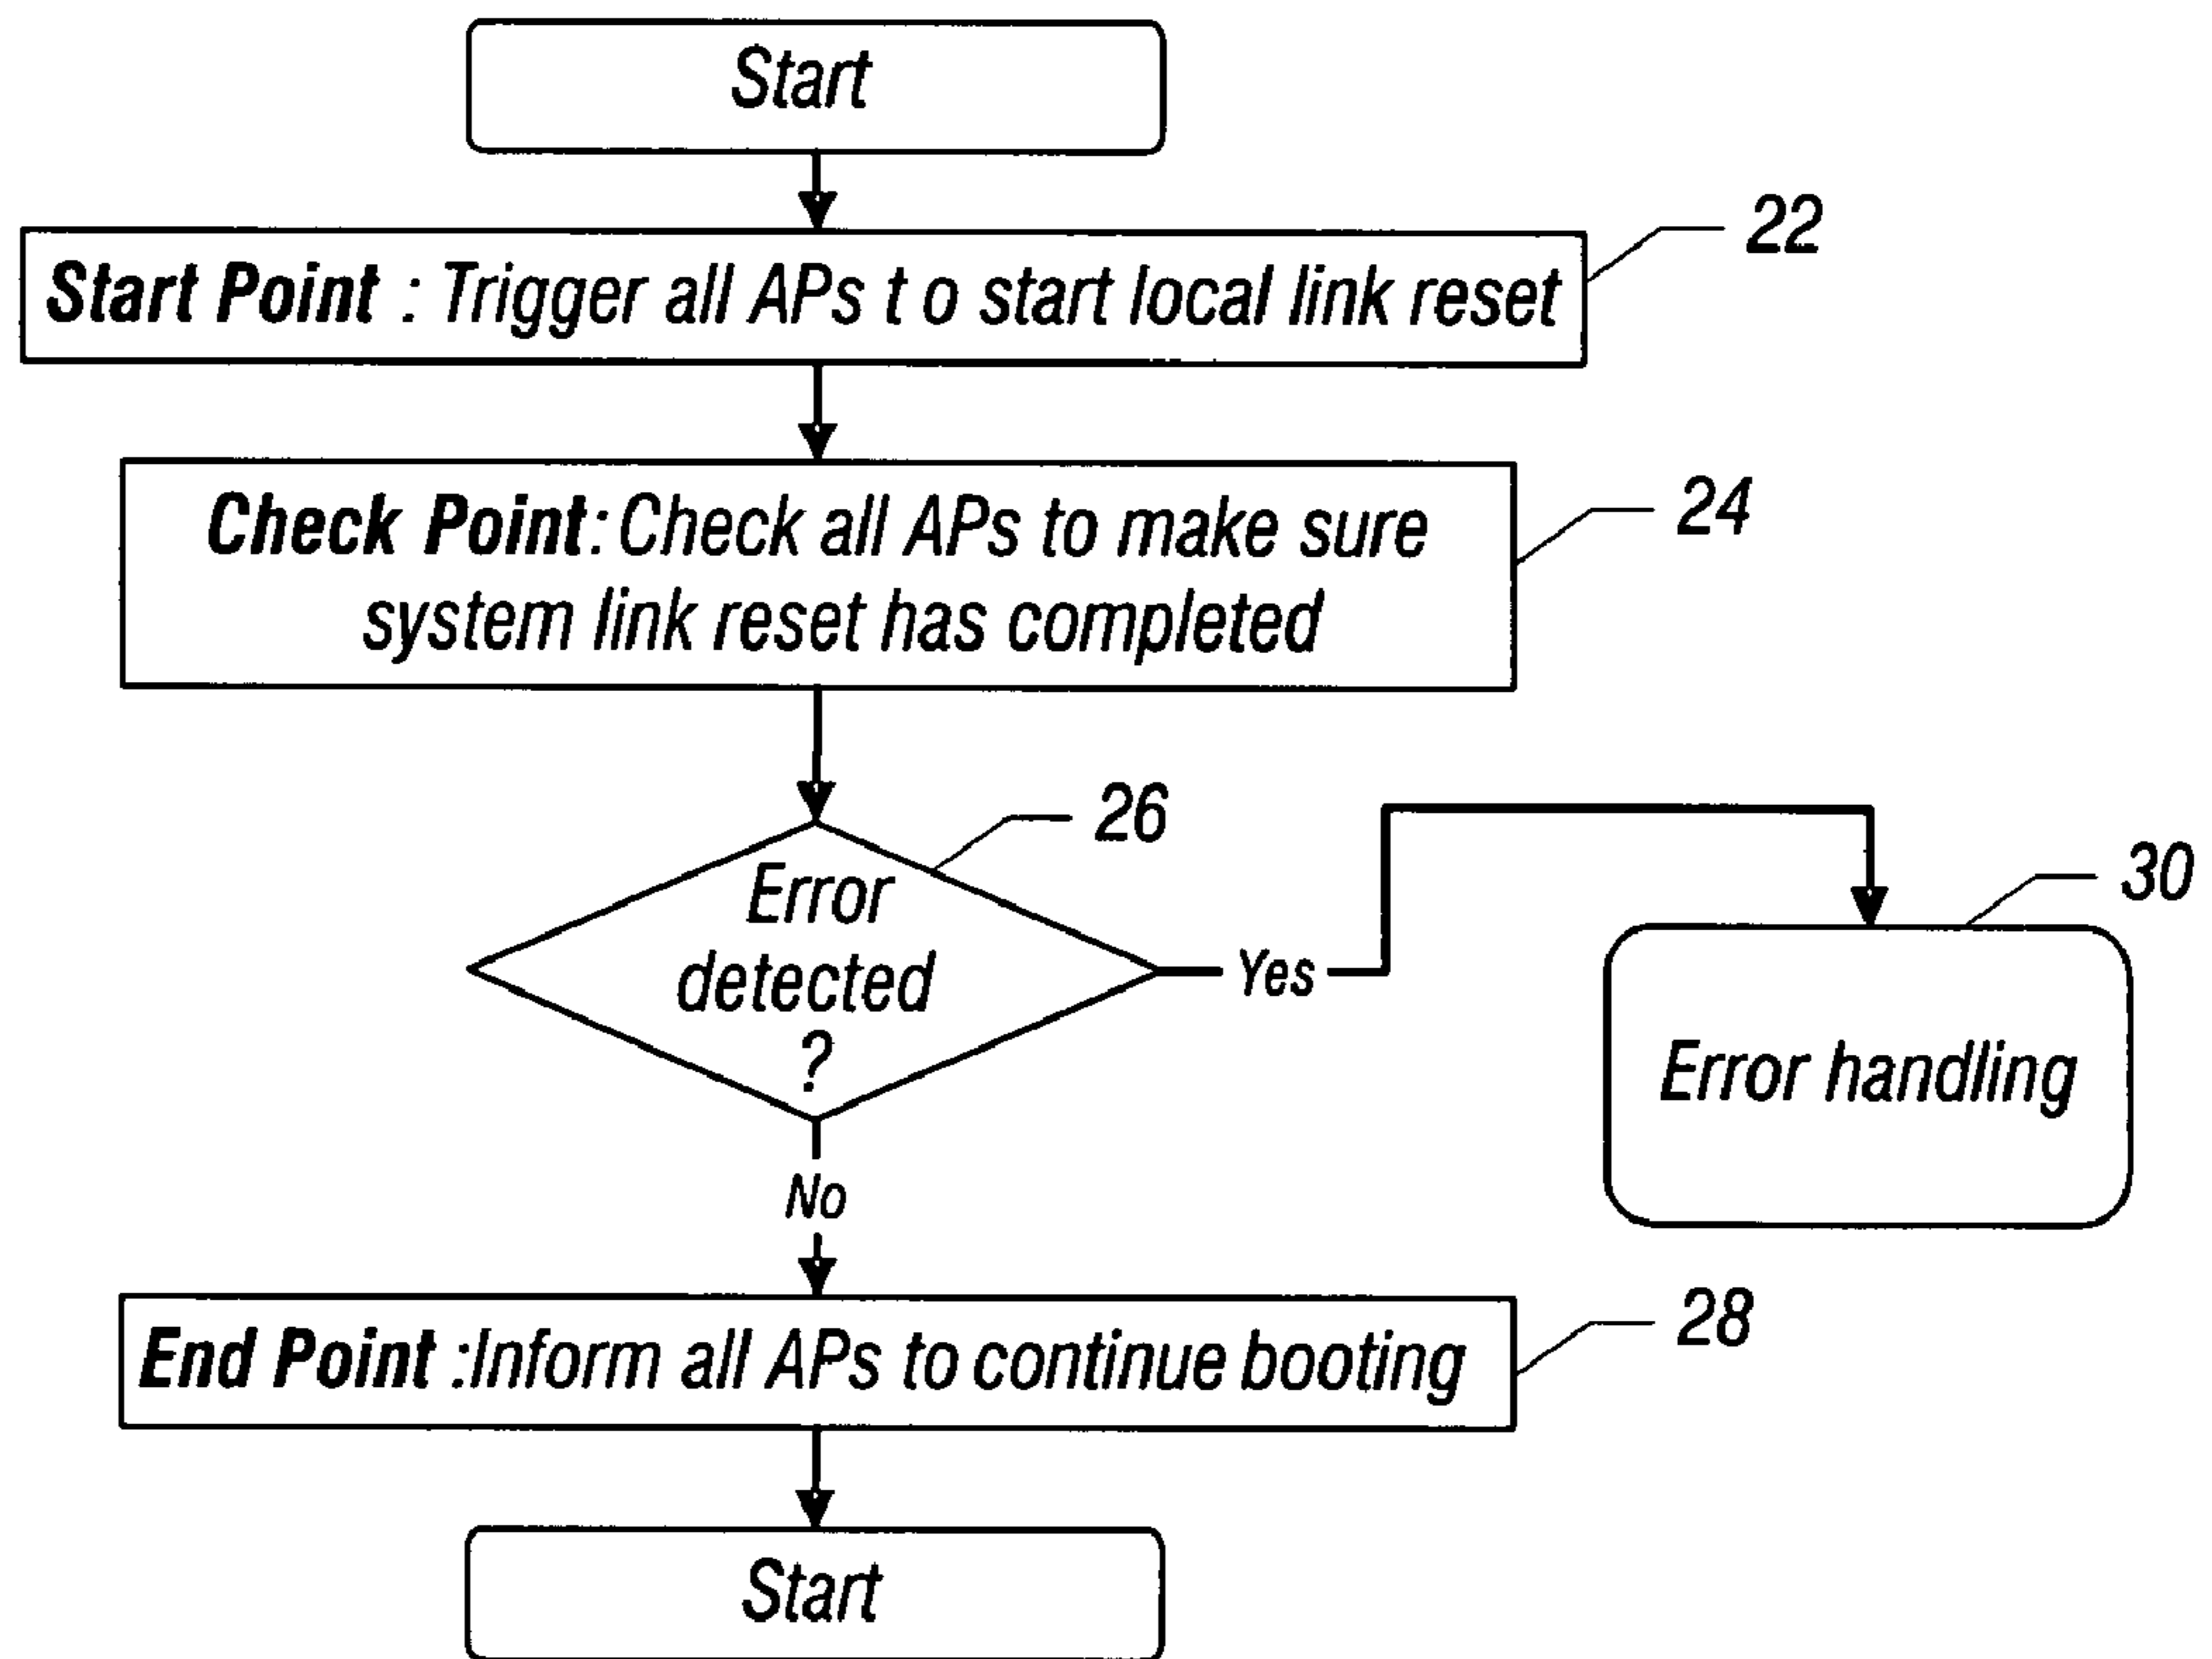 Start
22
Start Point : Trigger all APs t o start local link reset
24
Check Point: Check all APs to make sure
system link reset has completed
26
Error
detected
?
Yes
30
Error handling
No
28
End Point :Inform all APs to continue booting
Start